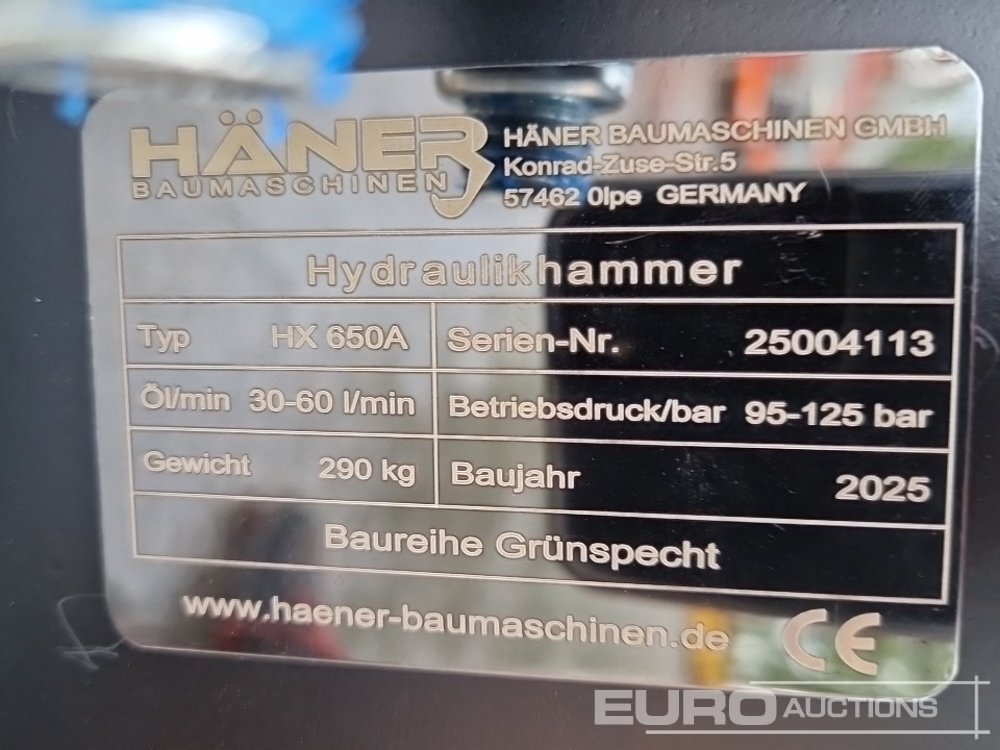 HÄNER
BAUMASCHINEN
HÄNER BAUMASCHINEN GMBH
Konrad-Zuse-Str.5
57462 Olpe GERMANY
Hydraulikhammer
Typ HX 650A Serien-Nr. 25004113
Öl/min 30-60 l/min Betriebsdruck/bar 95-125 bar
Gewicht 290 kg Baujahr 2025
Baureihe Grünspecht
www.haener-baumaschinen.de CE
EURO AUCTIONS